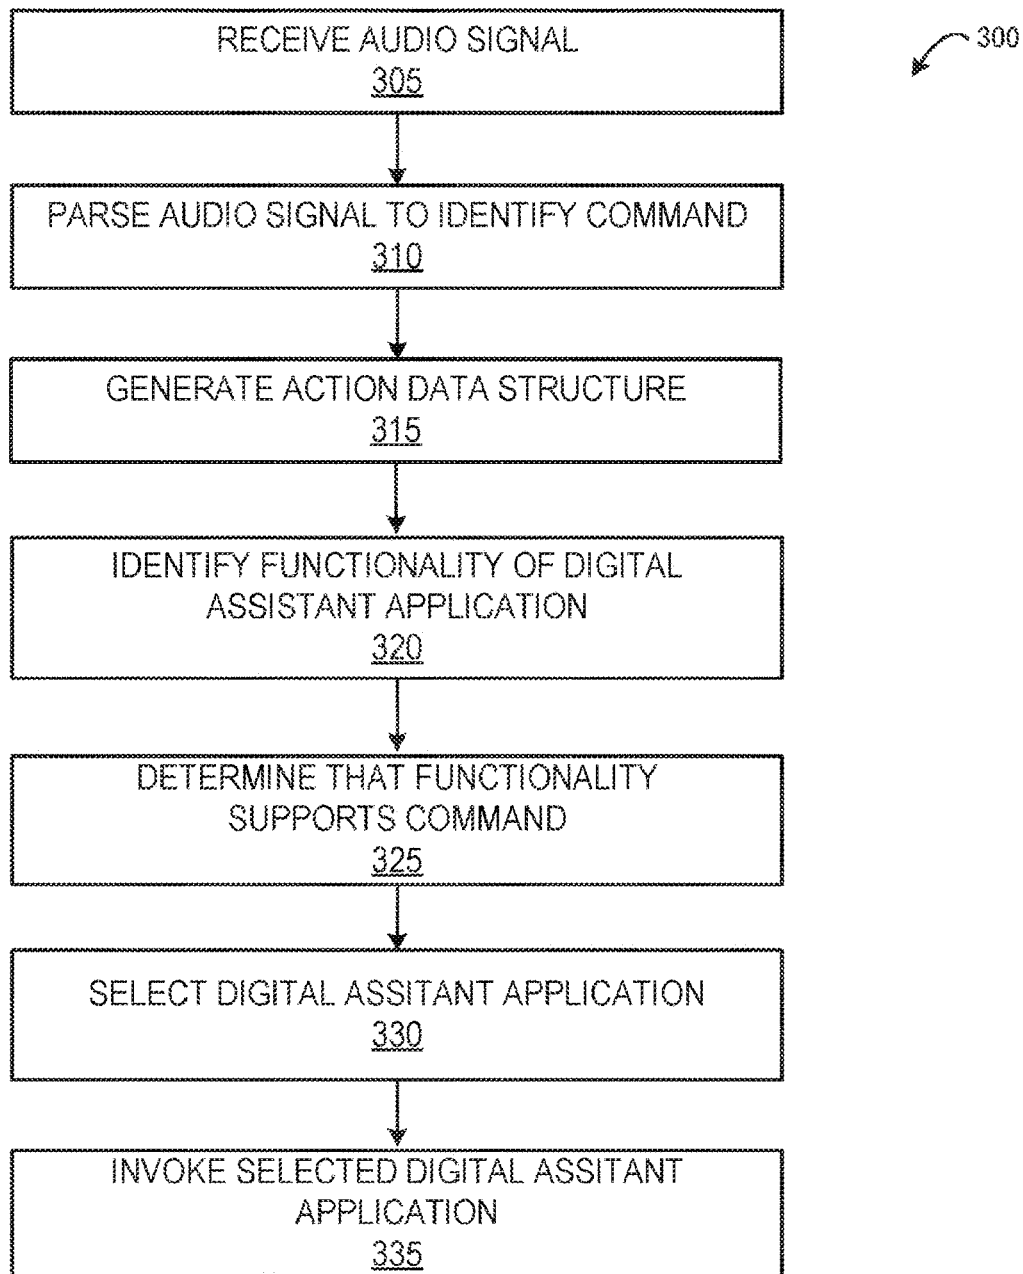 RECEIVE AUDIO SIGNAL
305
300
PARSE AUDIO SIGNAL TO IDENTIFY COMMAND
310
GENERATE ACTION DATA STRUCTURE
315
IDENTIFY FUNCTIONALITY OF DIGITAL
ASSISTANT APPLICATION
320
DETERMINE THAT FUNCTIONALITY
SUPPORTS COMMAND
325
SELECT DIGITAL ASSITANT APPLICATION
330
INVOKE SELECTED DIGITAL ASSITANT
APPLICATION
335